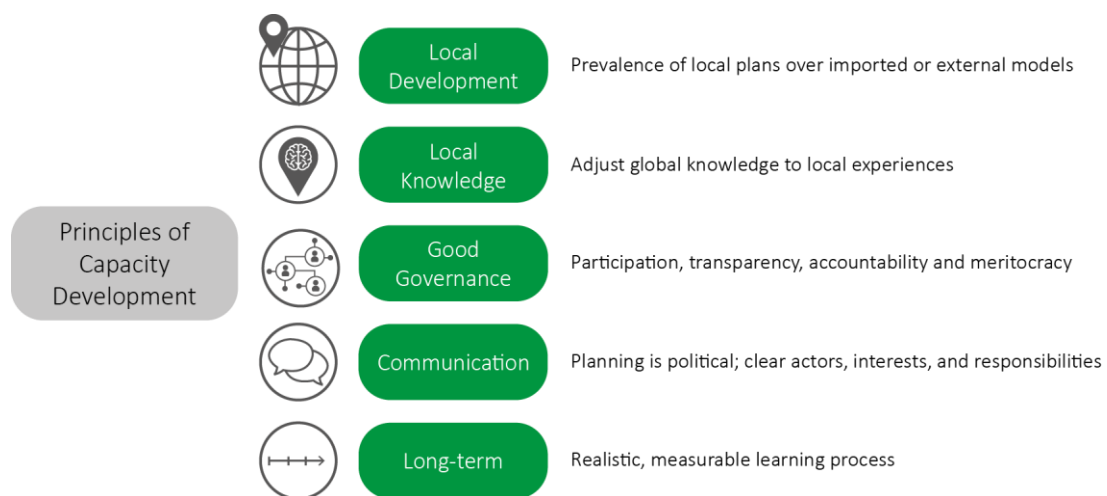 Principles of
Capacity
Development
Local
Development
Prevalence of local plans over imported or external models
Local
Knowledge
Adjust global knowledge to local experiences
Good
Governance
Participation, transparency, accountability and meritocracy
Communication
Planning is political; clear actors, interests, and responsibilities
Long-term
Realistic, measurable learning process